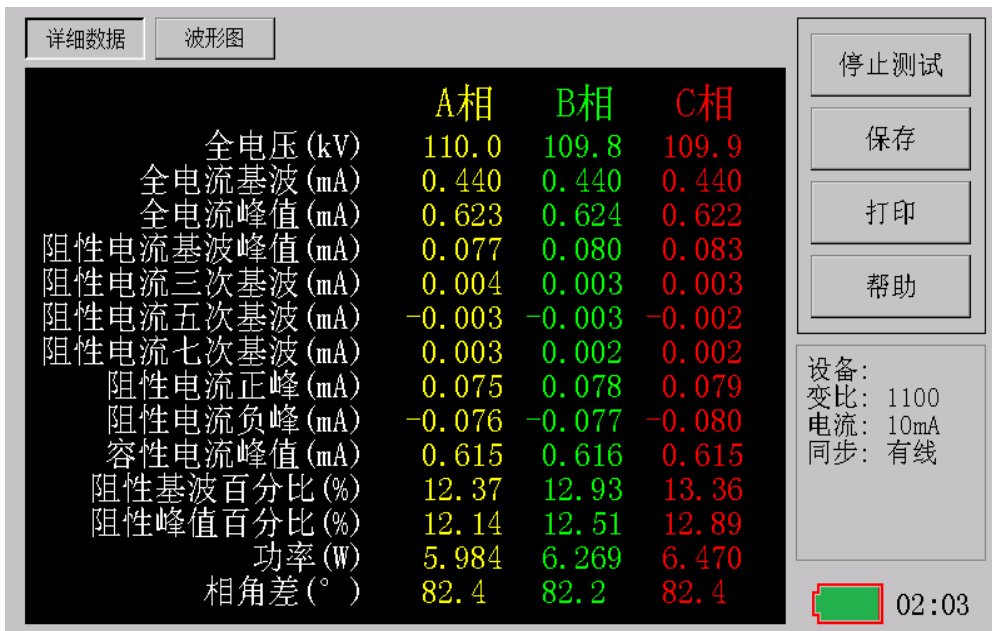 详细数据 波形图
A相 B相 C相
全电压(kV) 110.0 109.8 109.9
全电流基波(mA) 0.440 0.440 0.440
全电流峰值(mA) 0.623 0.624 0.622
阻性电流基波峰值(mA) 0.077 0.080 0.083
阻性电流三次基波(mA) 0.004 0.003 0.003
阻性电流五次基波(mA) -0.003 -0.003 -0.002
阻性电流七次基波(mA) 0.003 0.002 0.002
阻性电流正峰(mA) 0.075 0.078 0.079
阻性电流负峰(mA) -0.076 -0.077 -0.080
容性电流峰值(mA) 0.615 0.616 0.615
阻性基波百分比(%) 12.37 12.93 13.36
阻性峰值百分比(%) 12.14 12.51 12.89
功率(W) 5.984 6.269 6.470
相角差(° ) 82.4 82.2 82.4
停止测试
保存
打印
帮助
设备:
变比: 1100
电流: 10mA
同步: 有线
02:03